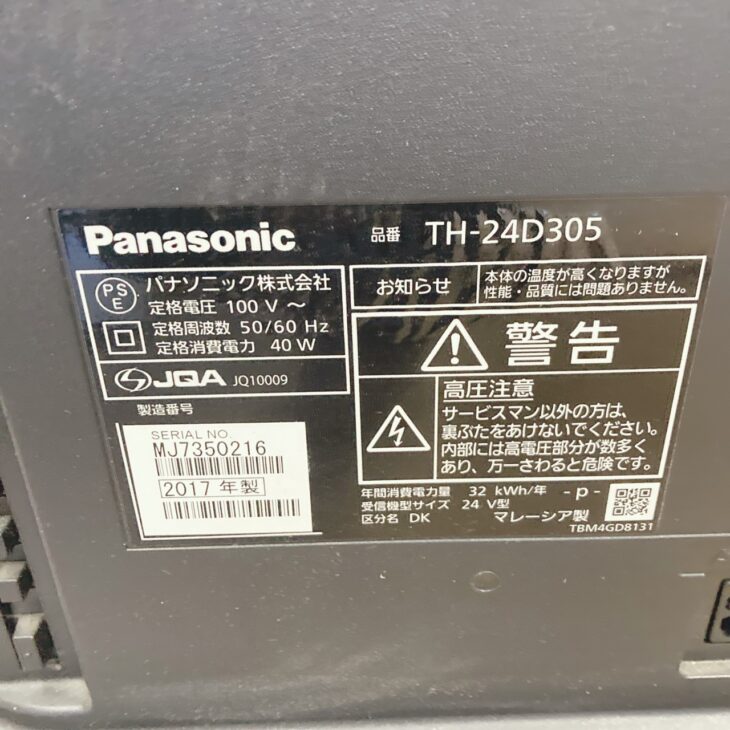 Panasonic
品番 TH-24D305
PS
E
パナソニック株式会社
定格電圧 100 V ～
定格周波数 50/60 Hz
定格消費電力 40 W
JQA JQ10009
お知らせ
本体の温度が高くなりますが
性能・品質には問題ありません。
警告
高圧注意
サービスマン以外の方は、
裏ぶたをあけないでください。
内部には高電圧部分が数多く
あり、万一さわると危険です。
製造番号
SERIAL NO.
MJ7350216
2017 年製
年間消費電力量 32 kWh/年 -p-
受信機型サイズ 24 V型
区分名 DK マレーシア製
TBM4GD8131